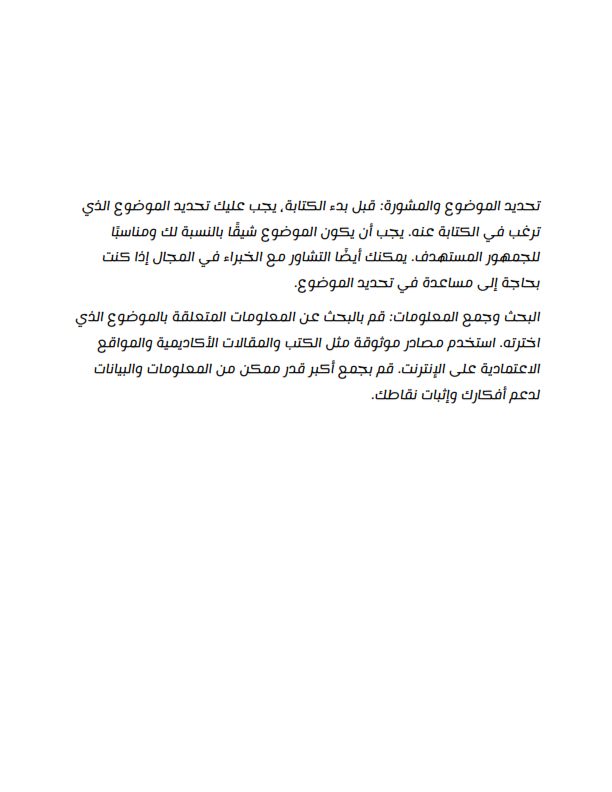 تحديد الموضوع والمشورة: قبل بدء الكتابة، يجب عليك تحديد الموضوع الذي
ترغب في الكتابة عنه. يجب أن يكون الموضوع شيقًا بالنسبة لك ومناسبًا
للجمهور المستهدف. يمكنك أيضًا التشاور مع الخبراء في المجال إذا كنت
بحاجة إلى مساعدة في تحديد الموضوع.
البحث وجمع المعلومات: قم بالبحث عن المعلومات المتعلقة بالموضوع الذي
اخترته. استخدم مصادر موثوقة مثل الكتب والمقالات الأكاديمية والمواقع
الاعتمادية على الإنترنت. قم بجمع أكبر قدر ممكن من المعلومات والبيانات
لدعم أفكارك وإثبات نقاطك.